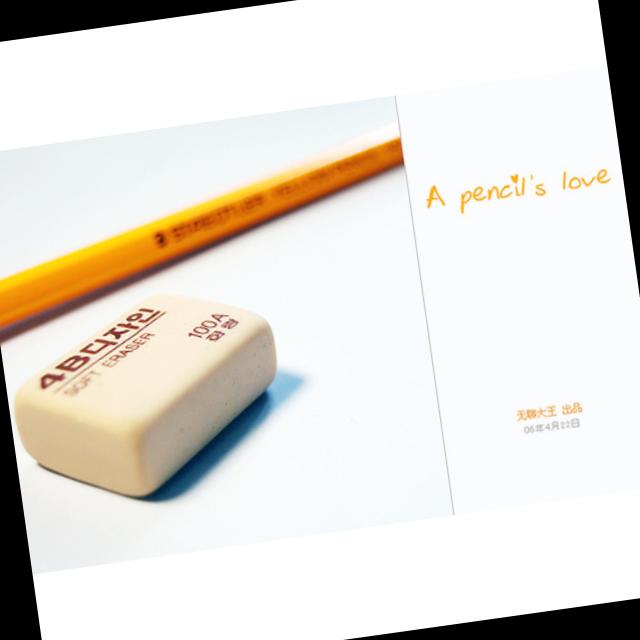 STAEDTLER
4B디자인
SOFT ERASER
100A
A pencil's love
无聊大王 出品
06年4月22日